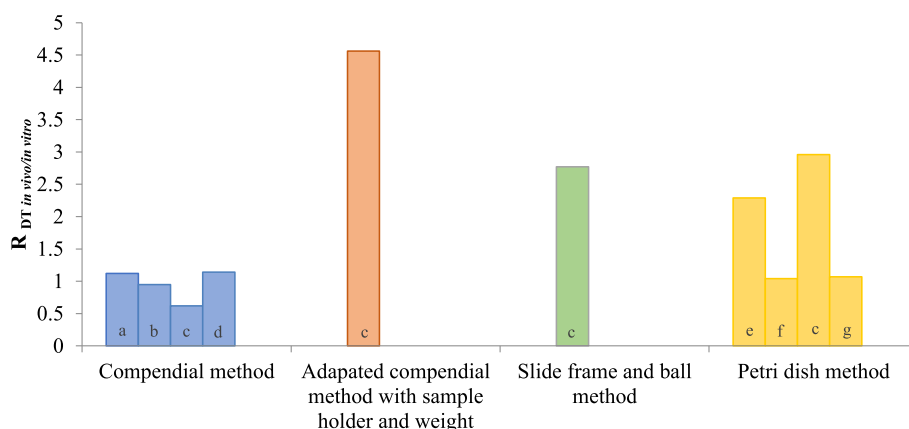 5
4.5
4
3.5
3
2.5
2
1.5
1
0.5
0
R DT in vivo/in vitro
a b c d
c
c
e f c g
Compendial method
Adapated compendial
method with sample
holder and weight
Slide frame and ball
method
Petri dish method